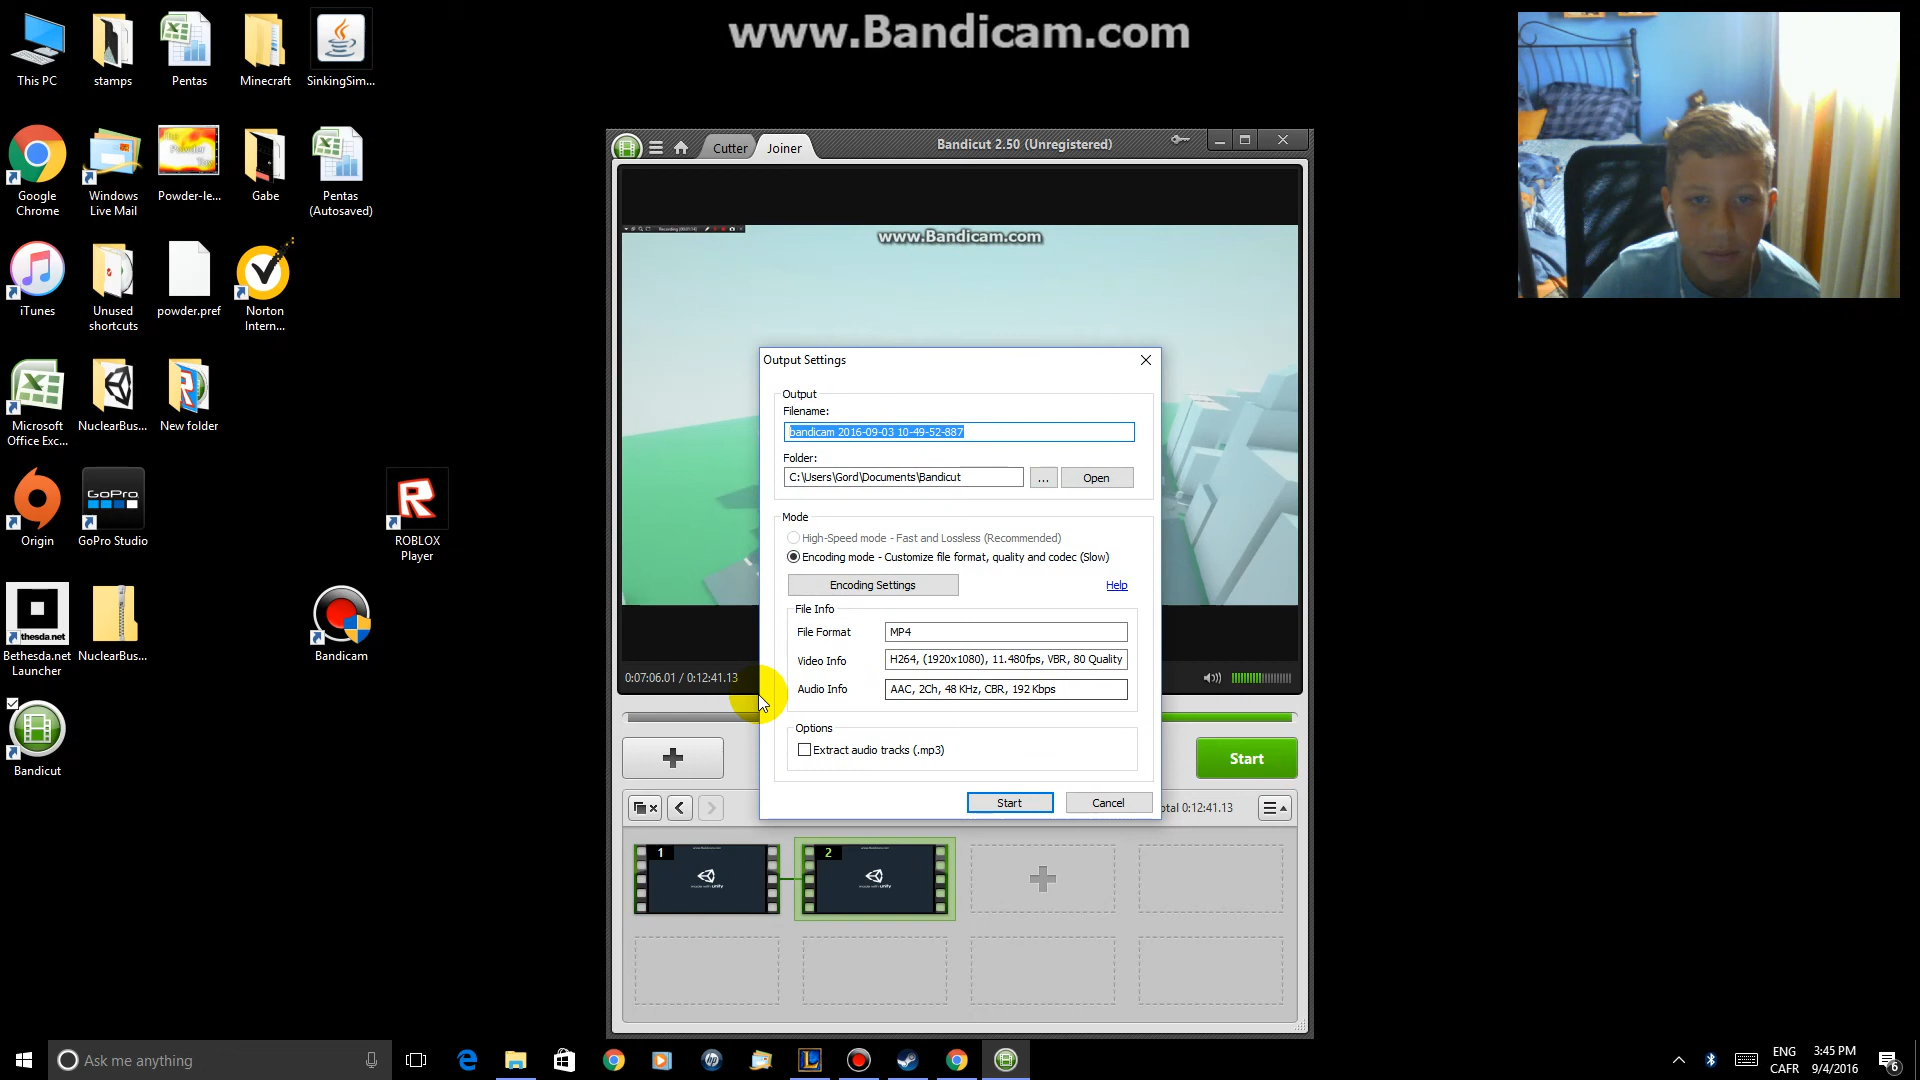 www.Bandicam.com
This PC
stamps
Pentas
Minecraft
SinkingSim...
Google
Chrome
Windows
Live Mail
Powder-le...
Gabe
Pentas
(Autosaved)
iTunes
Unused
shortcuts
powder.pref
Norton
Intern...
Microsoft
Office Exc...
NuclearBus...
New folder
Origin
GoPro
GoPro Studio
ROBLOX
Player
thesda.net
Bethesda.net
Launcher
NuclearBus...
Bandicam
Bandicut
Cutter
Joiner
Bandicut 2.50 (Unregistered)
www.Bandicam.com
Output Settings
Output
Filename:
bandicam 2016-09-03 10-49-52-887
Folder:
C:\Users\Gord\Documents\Bandicut
...
Open
Mode
High-Speed mode - Fast and Lossless (Recommended)
Encoding mode - Customize file format, quality and codec (Slow)
Encoding Settings
Help
File Info
File Format
MP4
Video Info
H264, (1920x1080), 11.480fps, VBR, 80 Quality
Audio Info
AAC, 2Ch, 48 KHz, CBR, 192 Kbps
Options
Extract audio tracks (.mp3)
Start
Cancel
0:07:06.01 / 0:12:41.13
Start
otal 0:12:41.13
1
2
Ask me anything
ENG
CAFR
3:45 PM
9/4/2016
6